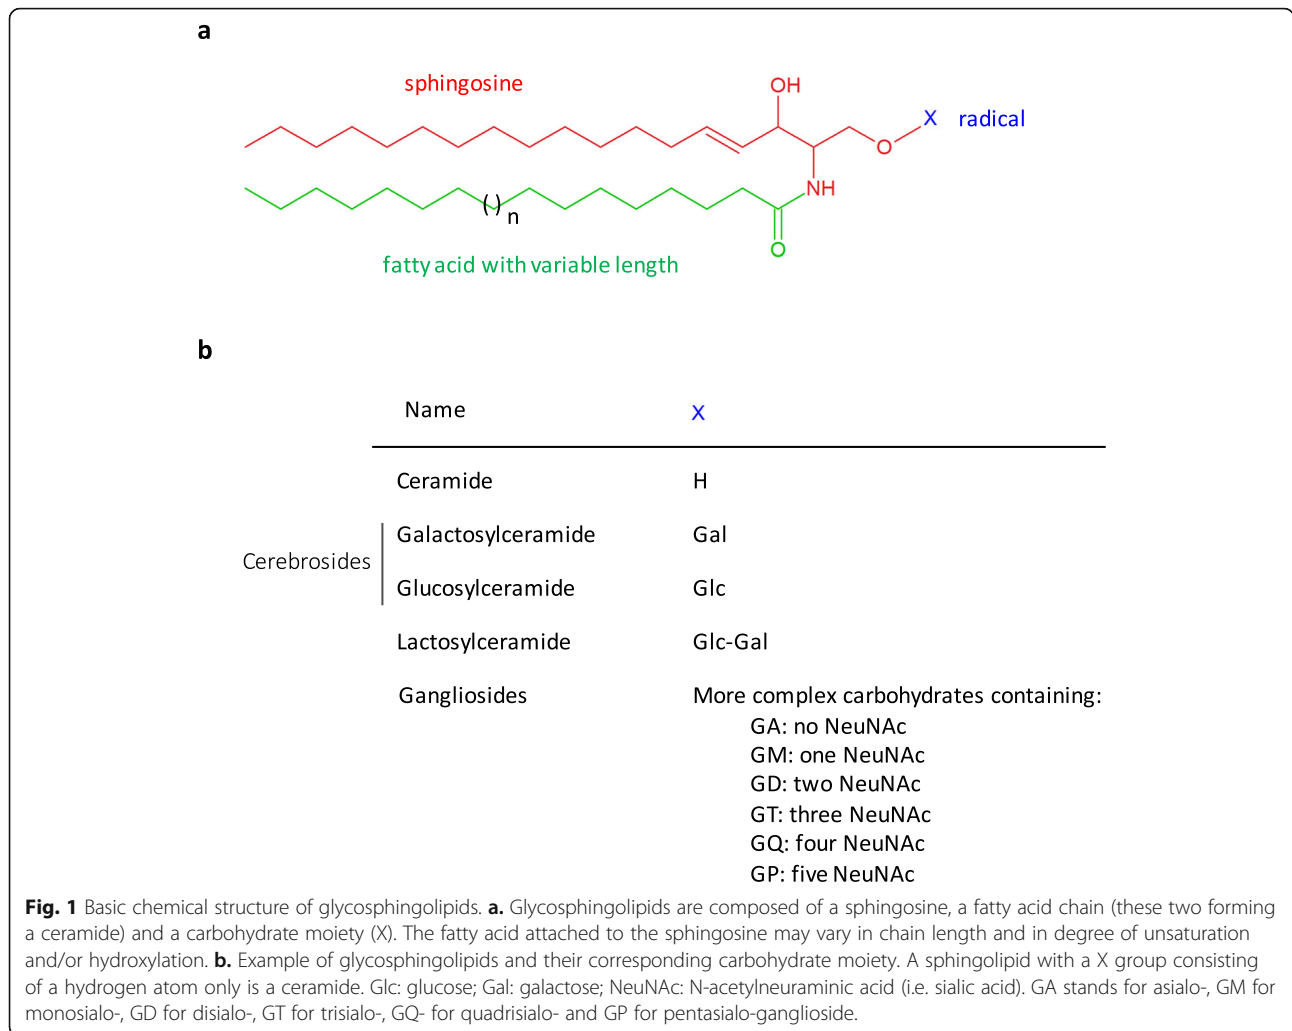 a
sphingosine
OH
X radical
O
NH
( ) n
O
fatty acid with variable length
b
Name X
Ceramide H
Galactosylceramide Gal
Cerebrosides
Glucosylceramide Glc
Lactosylceramide Glc-Gal
Gangliosides More complex carbohydrates containing:
GA: no NeuNAc
GM: one NeuNAc
GD: two NeuNAc
GT: three NeuNAc
GQ: four NeuNAc
GP: five NeuNAc
Fig. 1 Basic chemical structure of glycosphingolipids. a. Glycosphingolipids are composed of a sphingosine, a fatty acid chain (these two forming
a ceramide) and a carbohydrate moiety (X). The fatty acid attached to the sphingosine may vary in chain length and in degree of unsaturation
and/or hydroxylation. b. Example of glycosphingolipids and their corresponding carbohydrate moiety. A sphingolipid with a X group consisting
of a hydrogen atom only is a ceramide. Glc: glucose; Gal: galactose; NeuNAc: N-acetylneuraminic acid (i.e. sialic acid). GA stands for asialo-, GM for
monosialo-, GD for disialo-, GT for trisialo-, GQ- for quadrisialo- and GP for pentasialo-ganglioside.